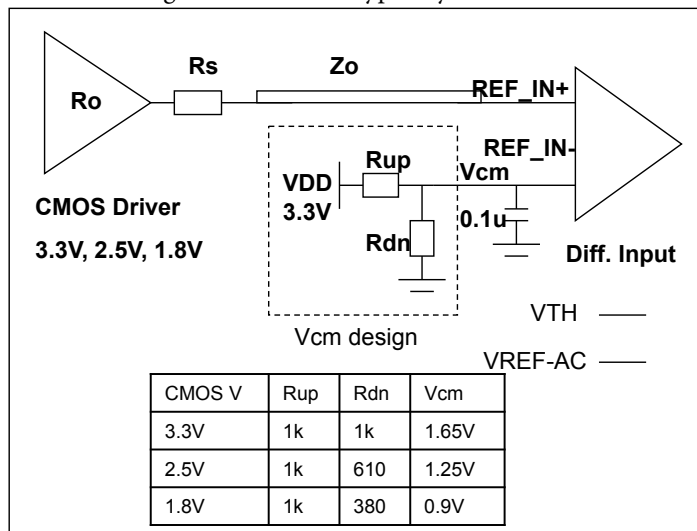 Rs
Zo
Ro
REF_IN+
REF_IN-
Rup
Vcm
VDD
3.3V
0.1u
Rdn
CMOS Driver
3.3V, 2.5V, 1.8V
Diff. Input
Vcm design
VTH
VREF-AC
CMOS V Rup Rdn Vcm
3.3V 1k 1k 1.65V
2.5V 1k 610 1.25V
1.8V 1k 380 0.9V